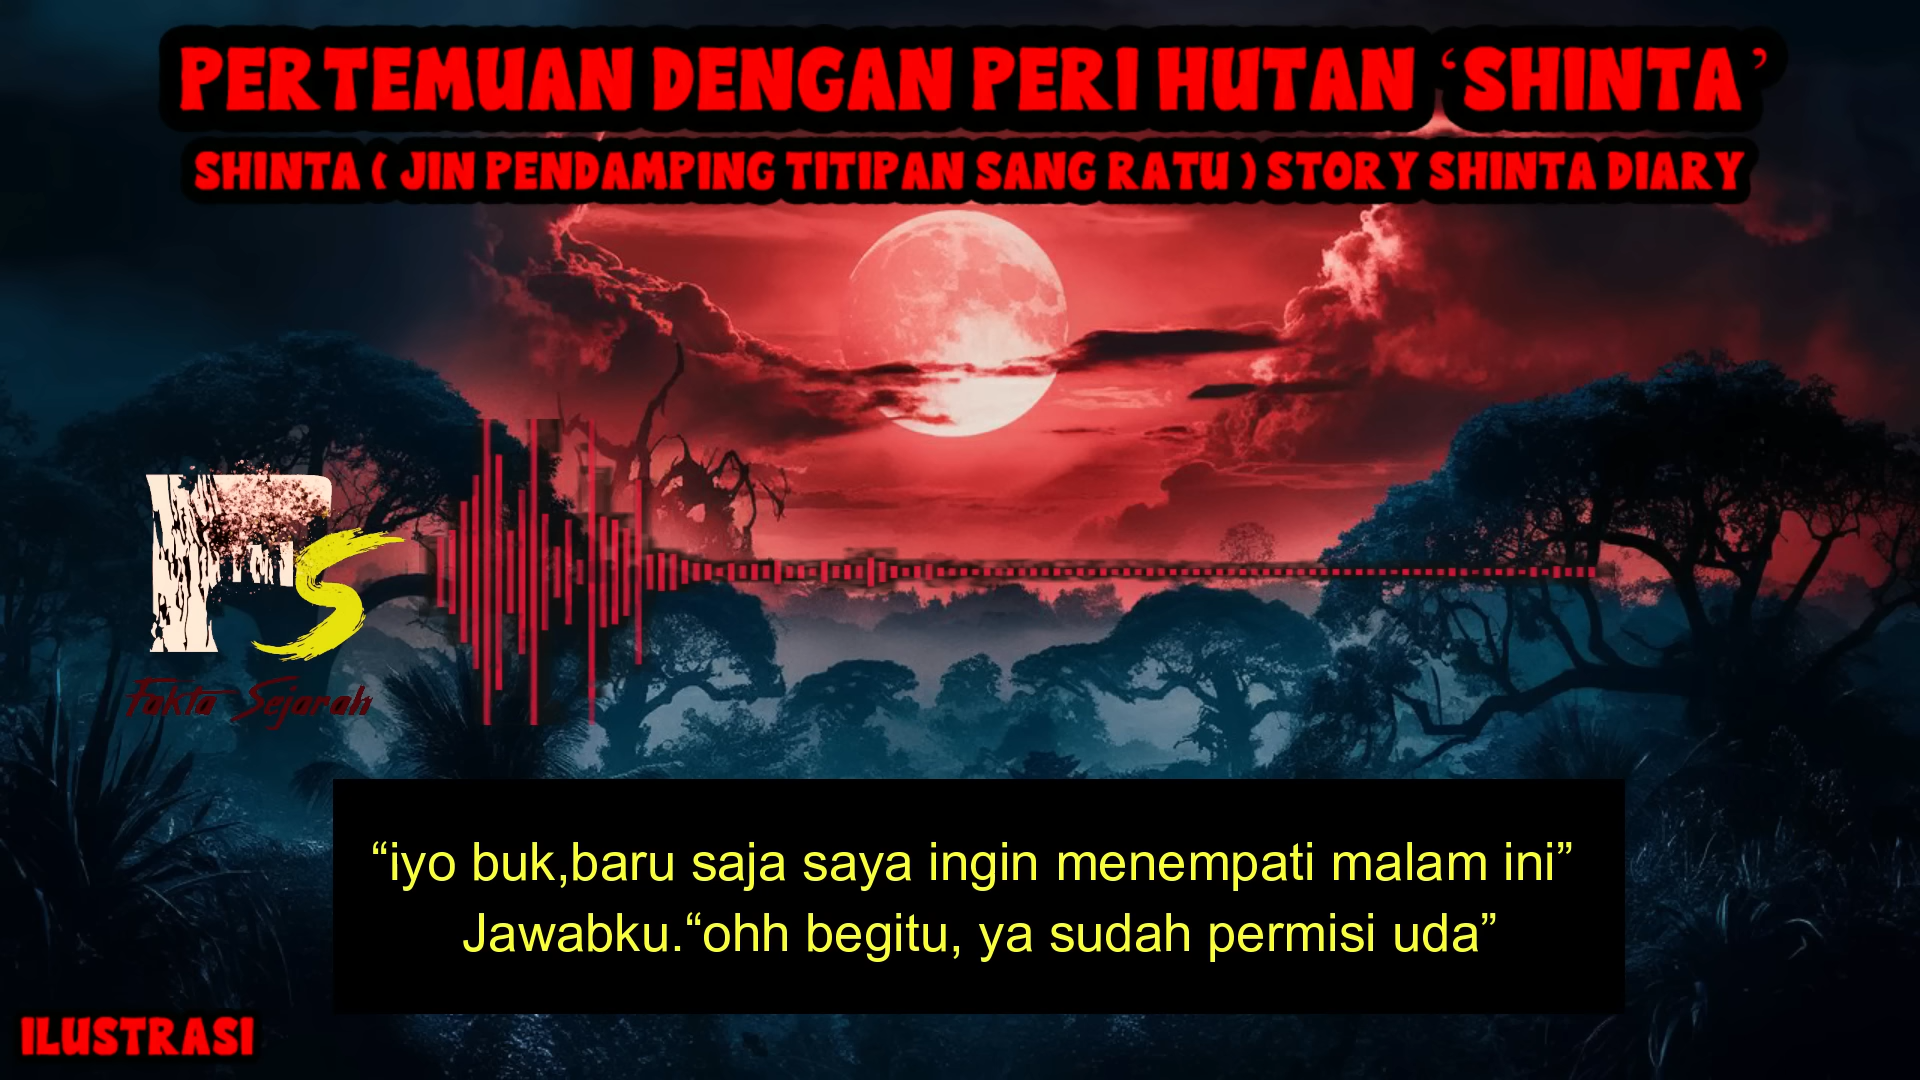 PERTEMUAN DENGAN PERI HUTAN ‘SHINTA’
SHINTA ( JIN PENDAMPING TITIPAN SANG RATU ) STORY SHINTA DIARY
FS
Fakta Sejarah
“iyo buk,baru saja saya ingin menempati malam ini”
Jawabku.“ohh begitu, ya sudah permisi uda”
ILUSTRASI